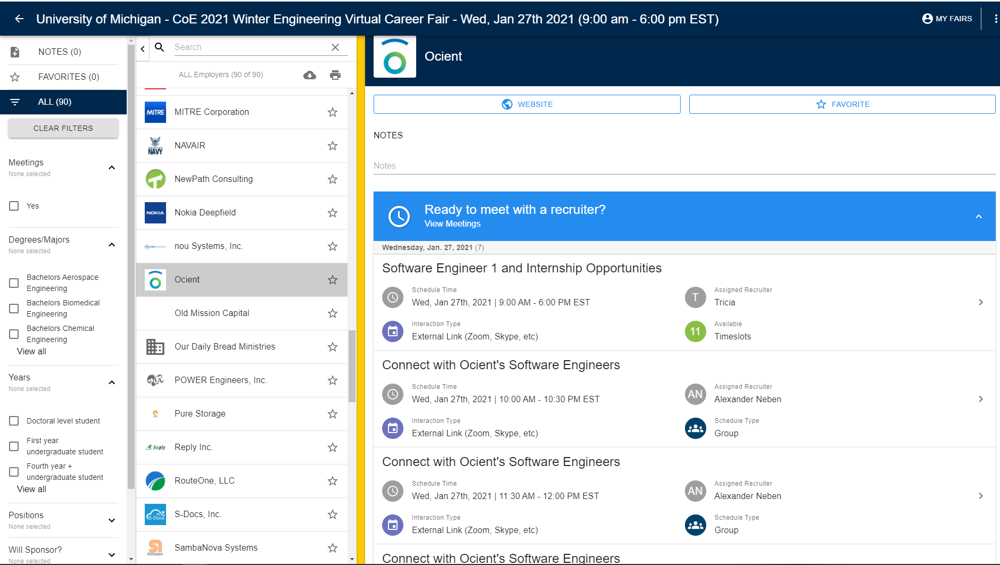 University of Michigan - CoE 2021 Winter Engineering Virtual Career Fair - Wed, Jan 27th 2021 (9:00 am - 6:00 pm EST)
MY FAIRS
NOTES (0)
FAVORITES (0)
ALL (90)
CLEAR FILTERS
Meetings
None selected
Yes
Degrees/Majors
None selected
Bachelors Aerospace
Engineering
Bachelors Biomedical
Engineering
Bachelors Chemical
Engineering
View all
Years
None selected
Doctoral level student
First year
undergraduate student
Fourth year +
undergraduate student
View all
Positions
None selected
Will Sponsor?
None selected
Search
ALL Employers (90 of 90)
MITRE
MITRE Corporation
NAVY
NAVAIR
NewPath Consulting
NOKIA
Nokia Deepfield
nou Systems, Inc.
Ocient
Old Mission Capital
Our Daily Bread Ministries
POWER Engineers, Inc.
Pure Storage
Reply
Reply Inc.
RouteOne, LLC
S-Docs
S-Docs, Inc.
SambaNova Systems
Ocient
WEBSITE
FAVORITE
NOTES
Notes
Ready to meet with a recruiter?
View Meetings
Wednesday, Jan. 27, 2021 (7)
Software Engineer 1 and Internship Opportunities
Schedule Time
Wed, Jan 27th, 2021 | 9:00 AM - 6:00 PM EST
T
Assigned Recruiter
Tricia
Interaction Type
External Link (Zoom, Skype, etc)
11
Available
Timeslots
Connect with Ocient's Software Engineers
Schedule Time
Wed, Jan 27th, 2021 | 10:00 AM - 10:30 PM EST
AN
Assigned Recruiter
Alexander Neben
Interaction Type
External Link (Zoom, Skype, etc)
Schedule Type
Group
Connect with Ocient's Software Engineers
Schedule Time
Wed, Jan 27th, 2021 | 11:30 AM - 12:00 PM EST
AN
Assigned Recruiter
Alexander Neben
Interaction Type
External Link (Zoom, Skype, etc)
Schedule Type
Group
Connect with Ocient's Software Engineers